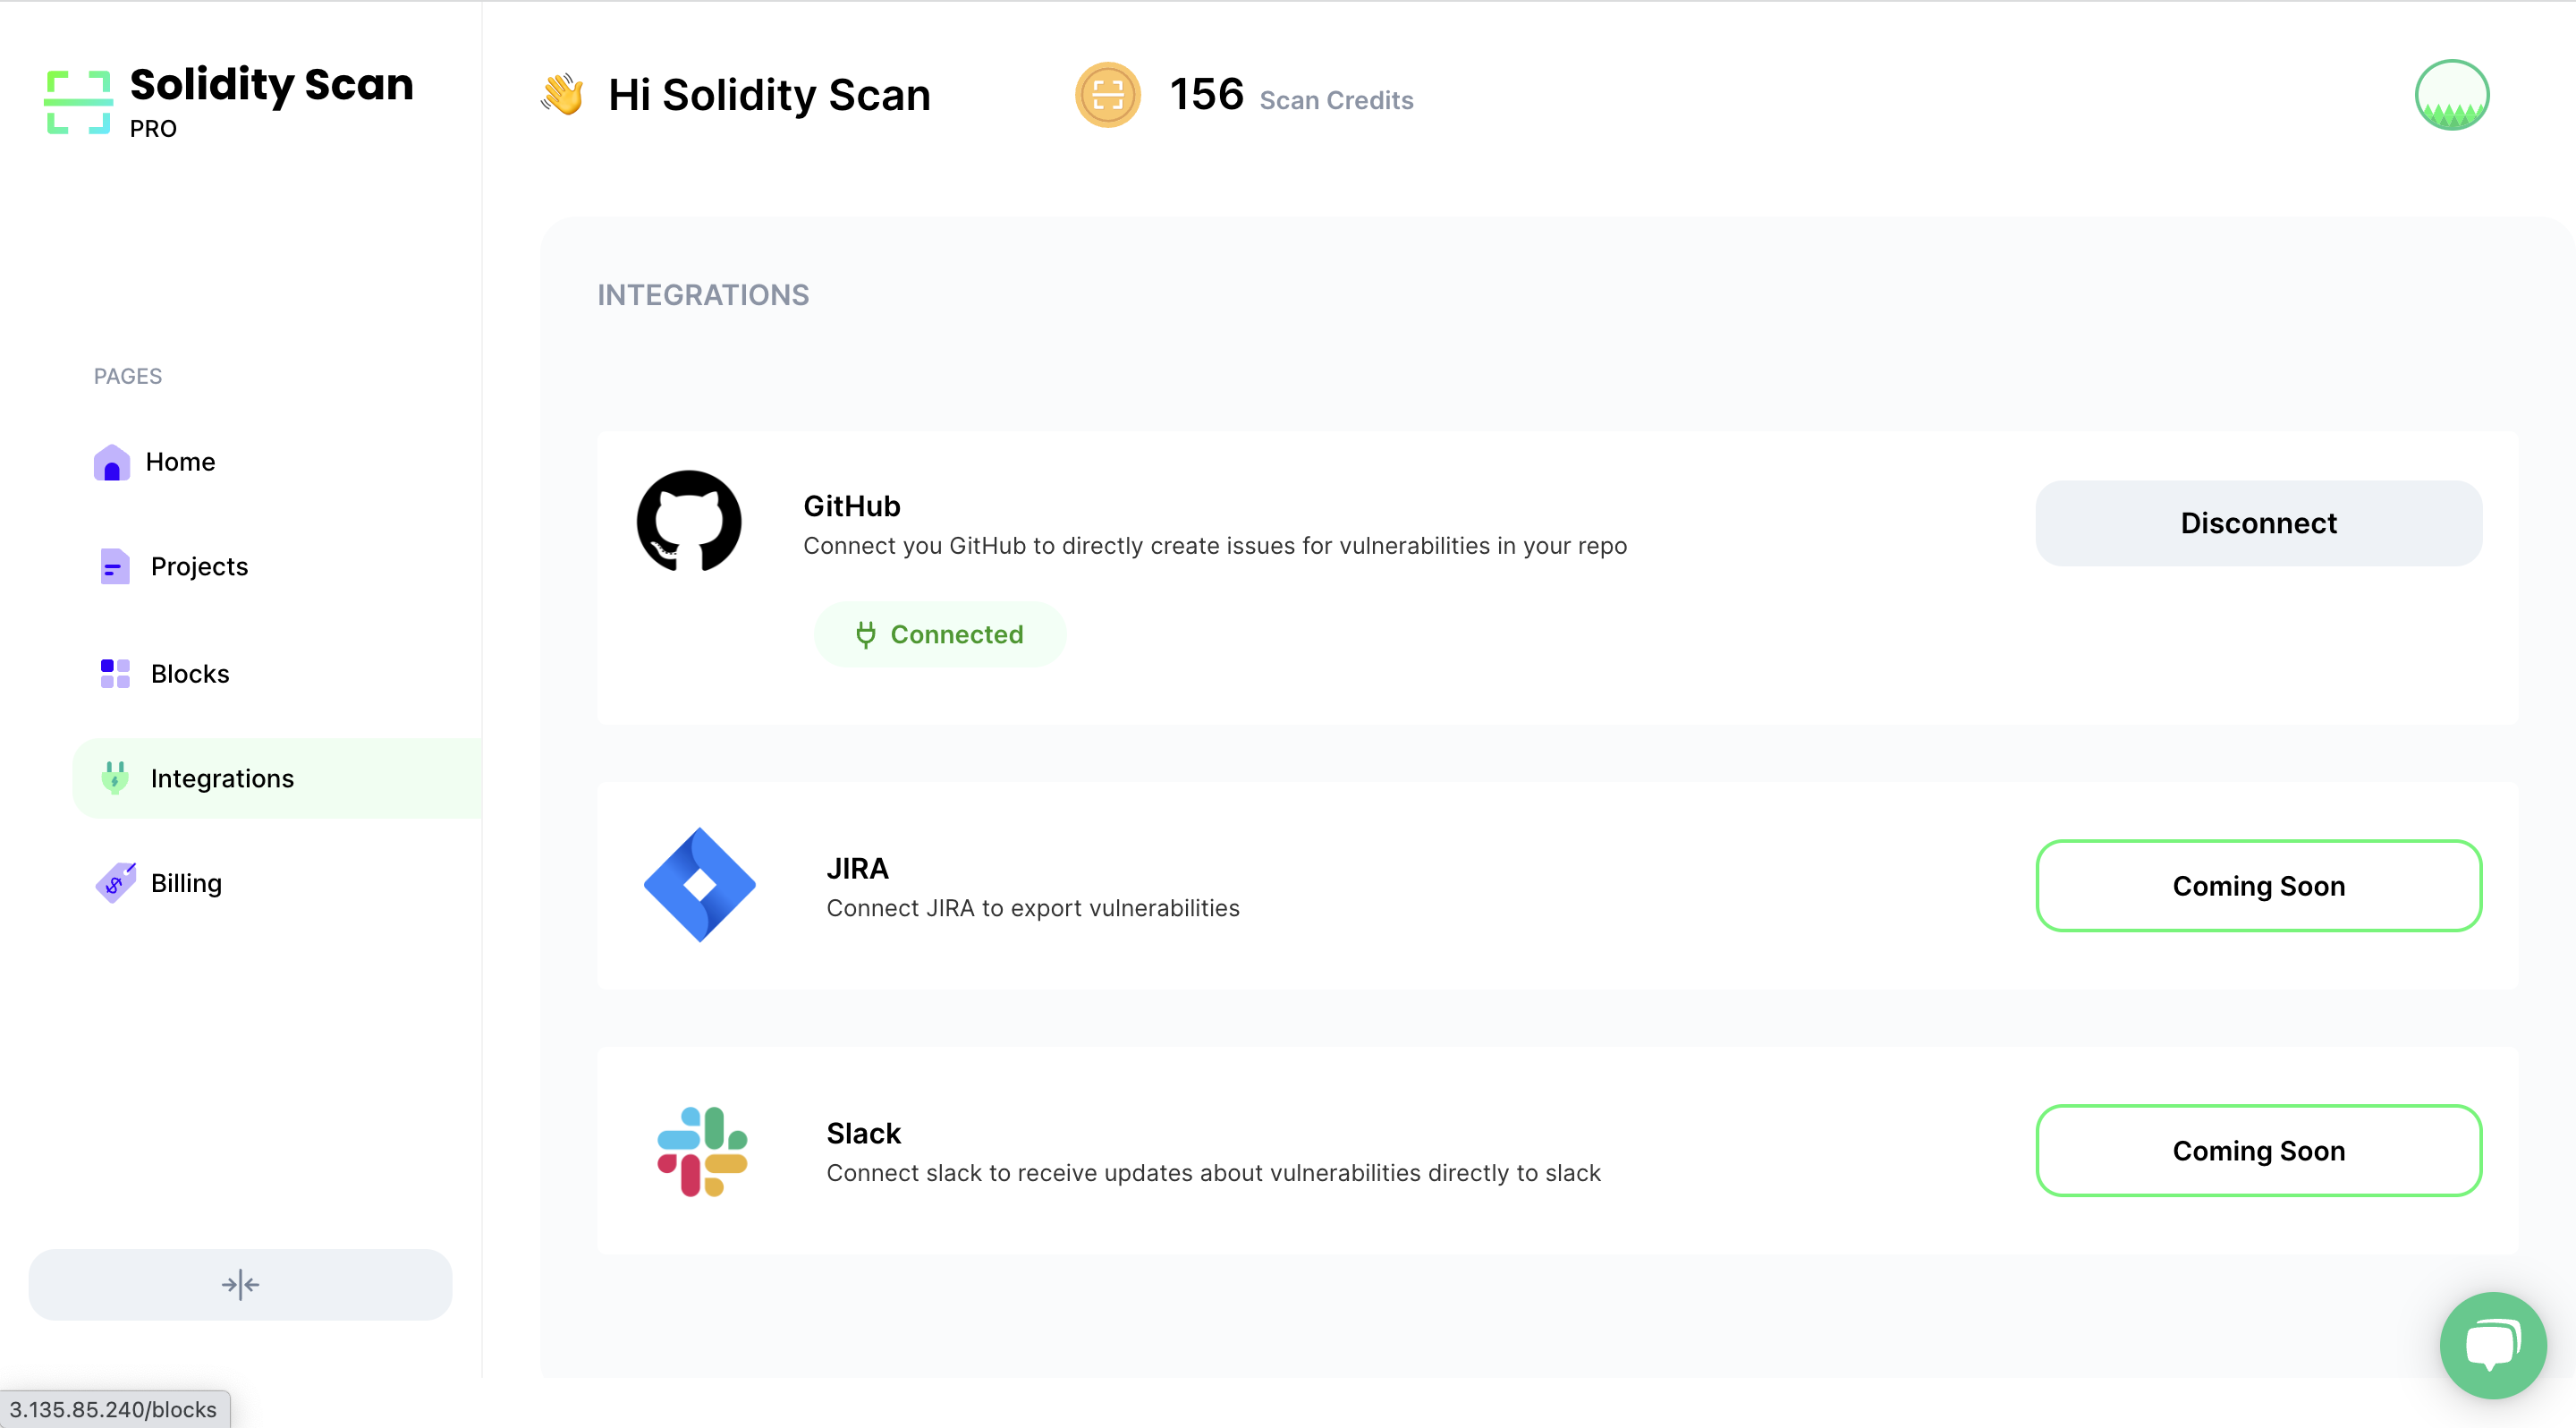 Solidity Scan
PRO
Hi Solidity Scan
156 Scan Credits
PAGES
Home
Projects
Blocks
Integrations
Billing
INTEGRATIONS
GitHub
Connect you GitHub to directly create issues for vulnerabilities in your repo
Connected
Disconnect
JIRA
Connect JIRA to export vulnerabilities
Coming Soon
Slack
Connect slack to receive updates about vulnerabilities directly to slack
Coming Soon
3.135.85.240/blocks